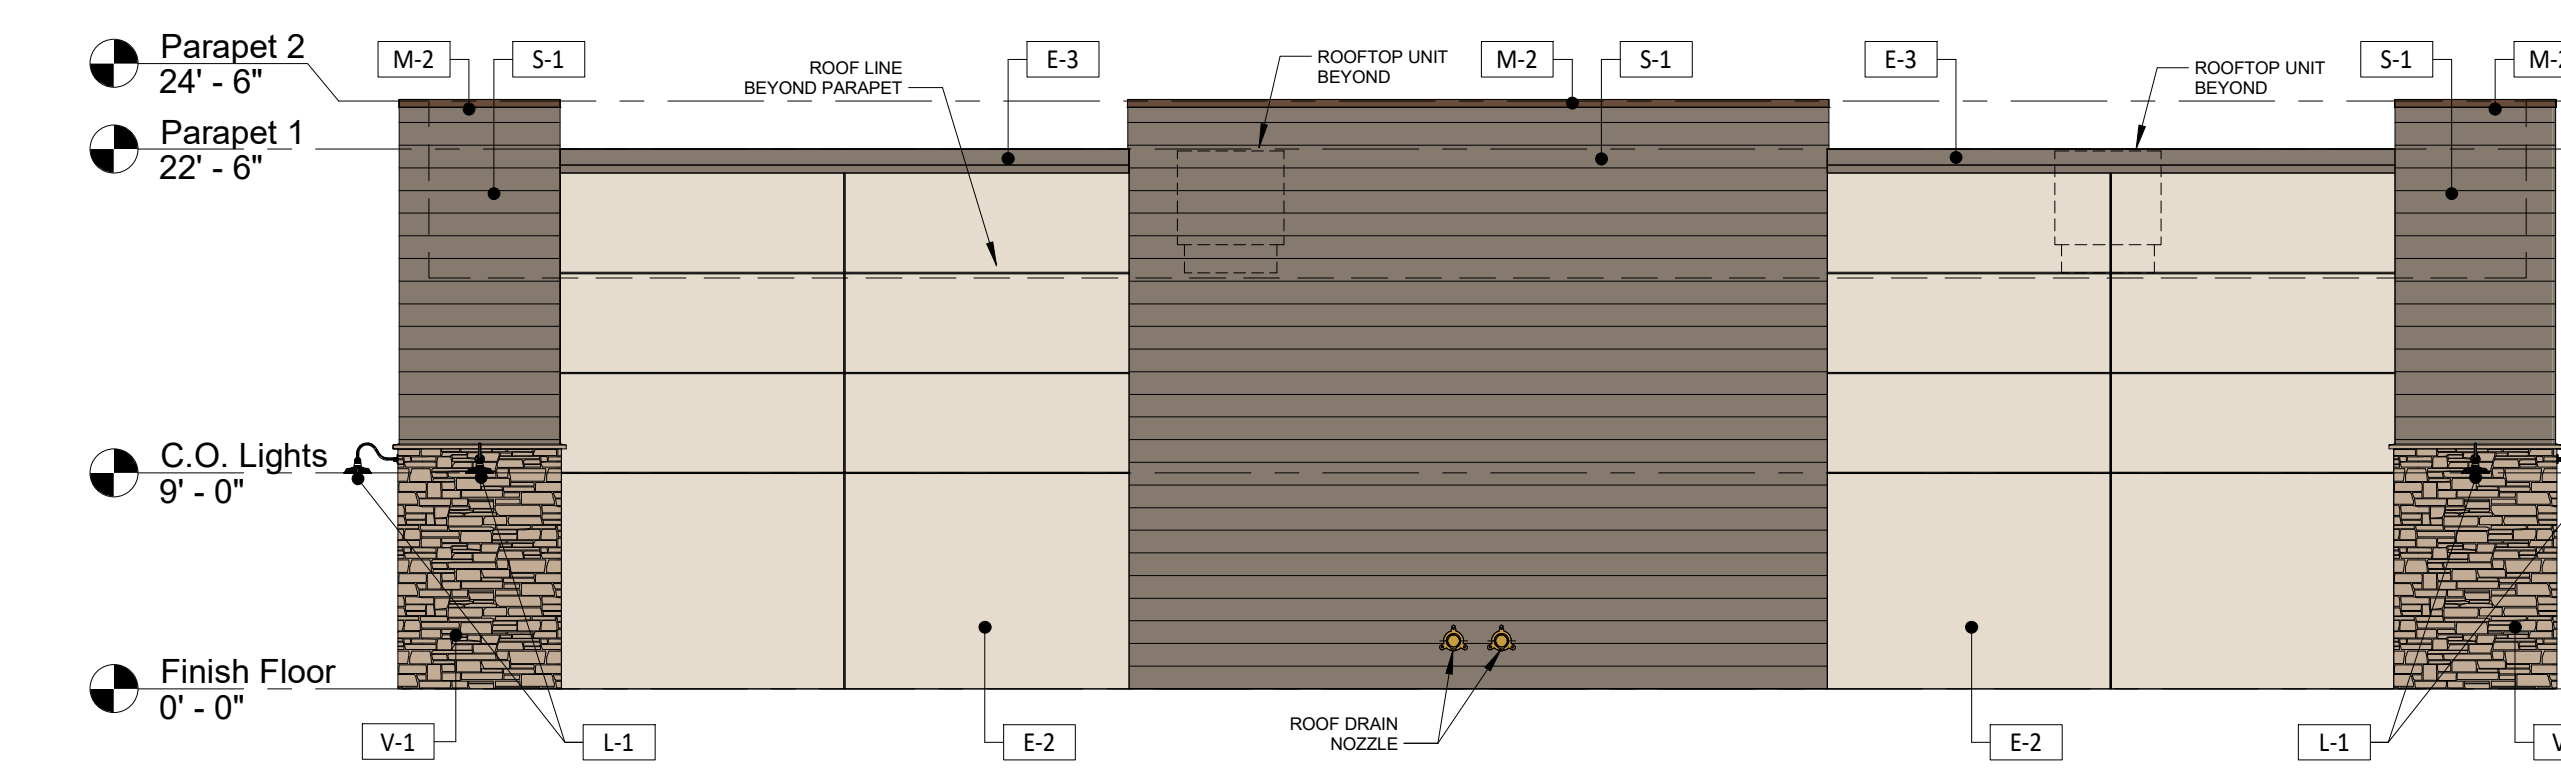 Parapet 2
24' - 6"
Parapet 1
22' - 6"
C.O. Lights
9' - 0"
Finish Floor
0' - 0"
M-2
S-1
ROOF LINE
BEYOND PARAPET
E-3
ROOFTOP UNIT
BEYOND
M-2
S-1
E-3
ROOFTOP UNIT
BEYOND
S-1
V-1
L-1
E-2
ROOF DRAIN
NOZZLE
E-2
L-1